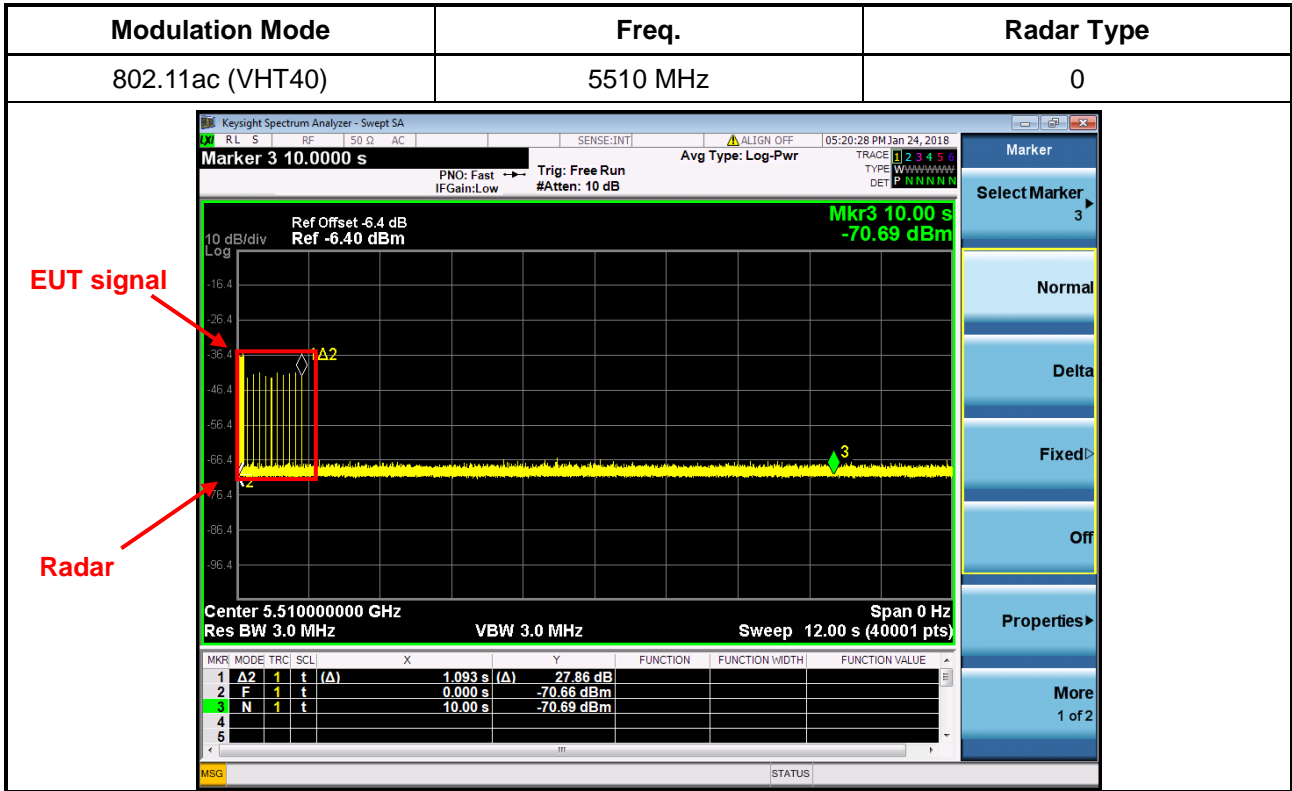 Modulation Mode Freq. Radar Type
802.11ac (VHT40) 5510 MHz 0
Keysight Spectrum Analyzer - Swept SA
LXI R L S RF 50 Ω AC SENSE:INT ALIGN OFF 05:20:28 PM Jan 24, 2018
Marker 3 10.0000 s
PNO: Fast
IFGain:Low
Trig: Free Run
#Atten: 10 dB
Avg Type: Log-Pwr
TRACE 1 2 3 4 5 6
TYPE WWWWWW
DET P N N N N N
Ref Offset -6.4 dB
10 dB/div Ref -6.40 dBm
Log
Mkr3 10.00 s
-70.69 dBm
-16.4
-26.4
-36.4
-46.4
-56.4
-66.4
-76.4
-86.4
-96.4
EUT signal
1Δ2
2
3
Radar
Center 5.510000000 GHz Span 0 Hz
Res BW 3.0 MHz VBW 3.0 MHz Sweep 12.00 s (40001 pts)
MKR MODE TRC SCL X Y FUNCTION FUNCTION WIDTH FUNCTION VALUE
1 Δ2 1 t (Δ) 1.093 s (Δ) 27.86 dB
2 F 1 t 0.000 s -70.66 dBm
3 N 1 t 10.00 s -70.69 dBm
4
5
MSG STATUS
Marker
Select Marker
3
Normal
Delta
Fixed
Off
Properties
More
1 of 2